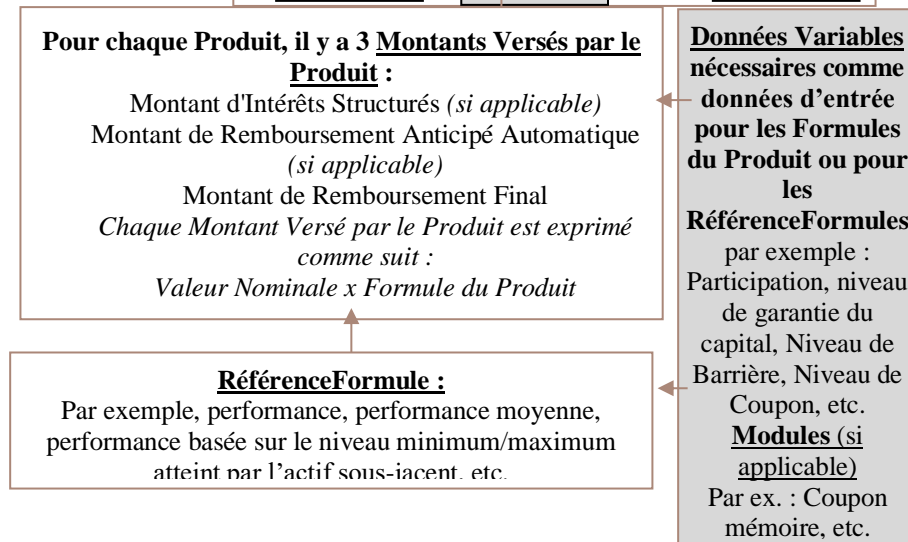 Pour chaque Produit, il y a 3 Montants Versés par le
Produit :
Montant d'Intérêts Structurés (si applicable)
Montant de Remboursement Anticipé Automatique
(si applicable)
Montant de Remboursement Final
Chaque Montant Versé par le Produit est exprimé
comme suit :
Valeur Nominale x Formule du Produit
RéférenceFormule :
Par exemple, performance, performance moyenne,
performance basée sur le niveau minimum/maximum
atteint par l'actif sous-jacent, etc.
Données Variables
nécessaires comme
données d’entrée
pour les Formules
du Produit ou pour
les
RéférenceFormules
par exemple :
Participation, niveau
de garantie du
capital, Niveau de
Barrière, Niveau de
Coupon, etc.
Modules (si
applicable)
Par ex. : Coupon
mémoire, etc.